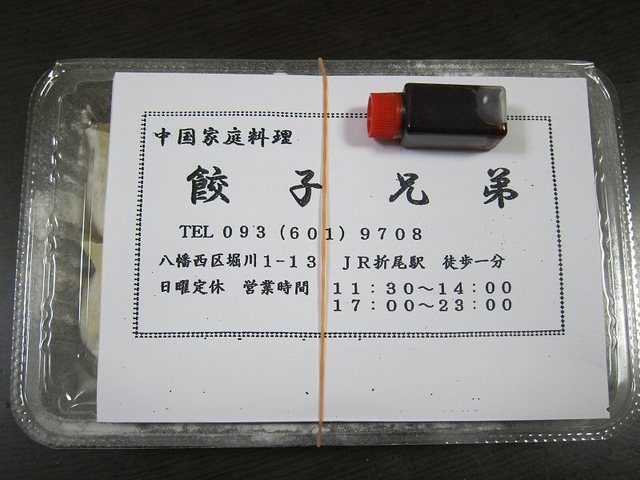 中国家庭料理
餃子兄弟
TEL 093 (601) 9708
八幡西区堀川1-13 JR折尾駅 徒歩一分
日曜定休 営業時間 11:30～14:00
17:00～23:00